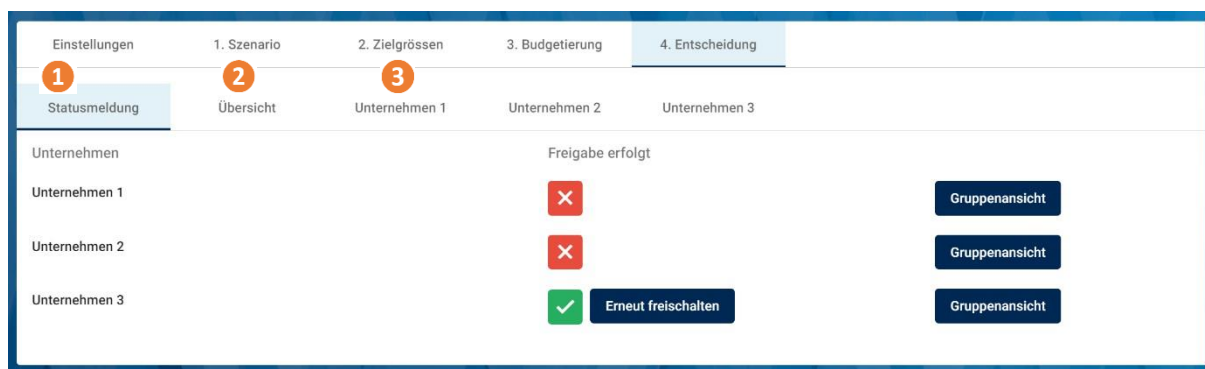 Einstellungen 1. Szenario 2. Zielgrössen 3. Budgetierung 4. Entscheidung
1 2 3
Statusmeldung Übersicht Unternehmen 1 Unternehmen 2 Unternehmen 3
Unternehmen Freigabe erfolgt
Unternehmen 1 Gruppenansicht
Unternehmen 2 Gruppenansicht
Unternehmen 3 Erneut freischalten Gruppenansicht